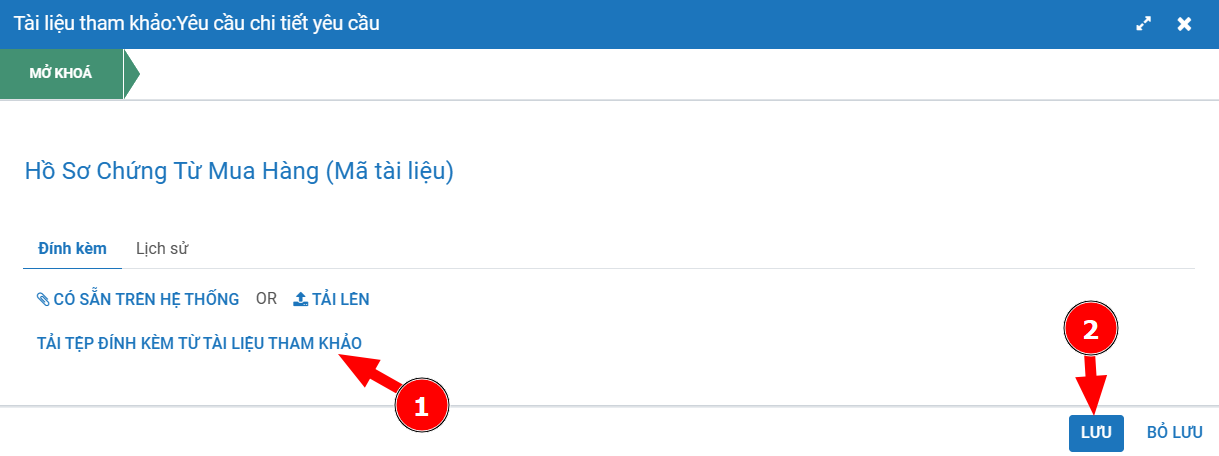 Tài liệu tham khảo:Yêu cầu chi tiết yêu cầu
MỞ KHOÁ
Hồ Sơ Chứng Từ Mua Hàng (Mã tài liệu)
Đính kèm Lịch sử
CÓ SẴN TRÊN HỆ THỐNG OR TẢI LÊN
TẢI TỆP ĐÍNH KÈM TỪ TÀI LIỆU THAM KHẢO
2
1
LƯU BỎ LƯU